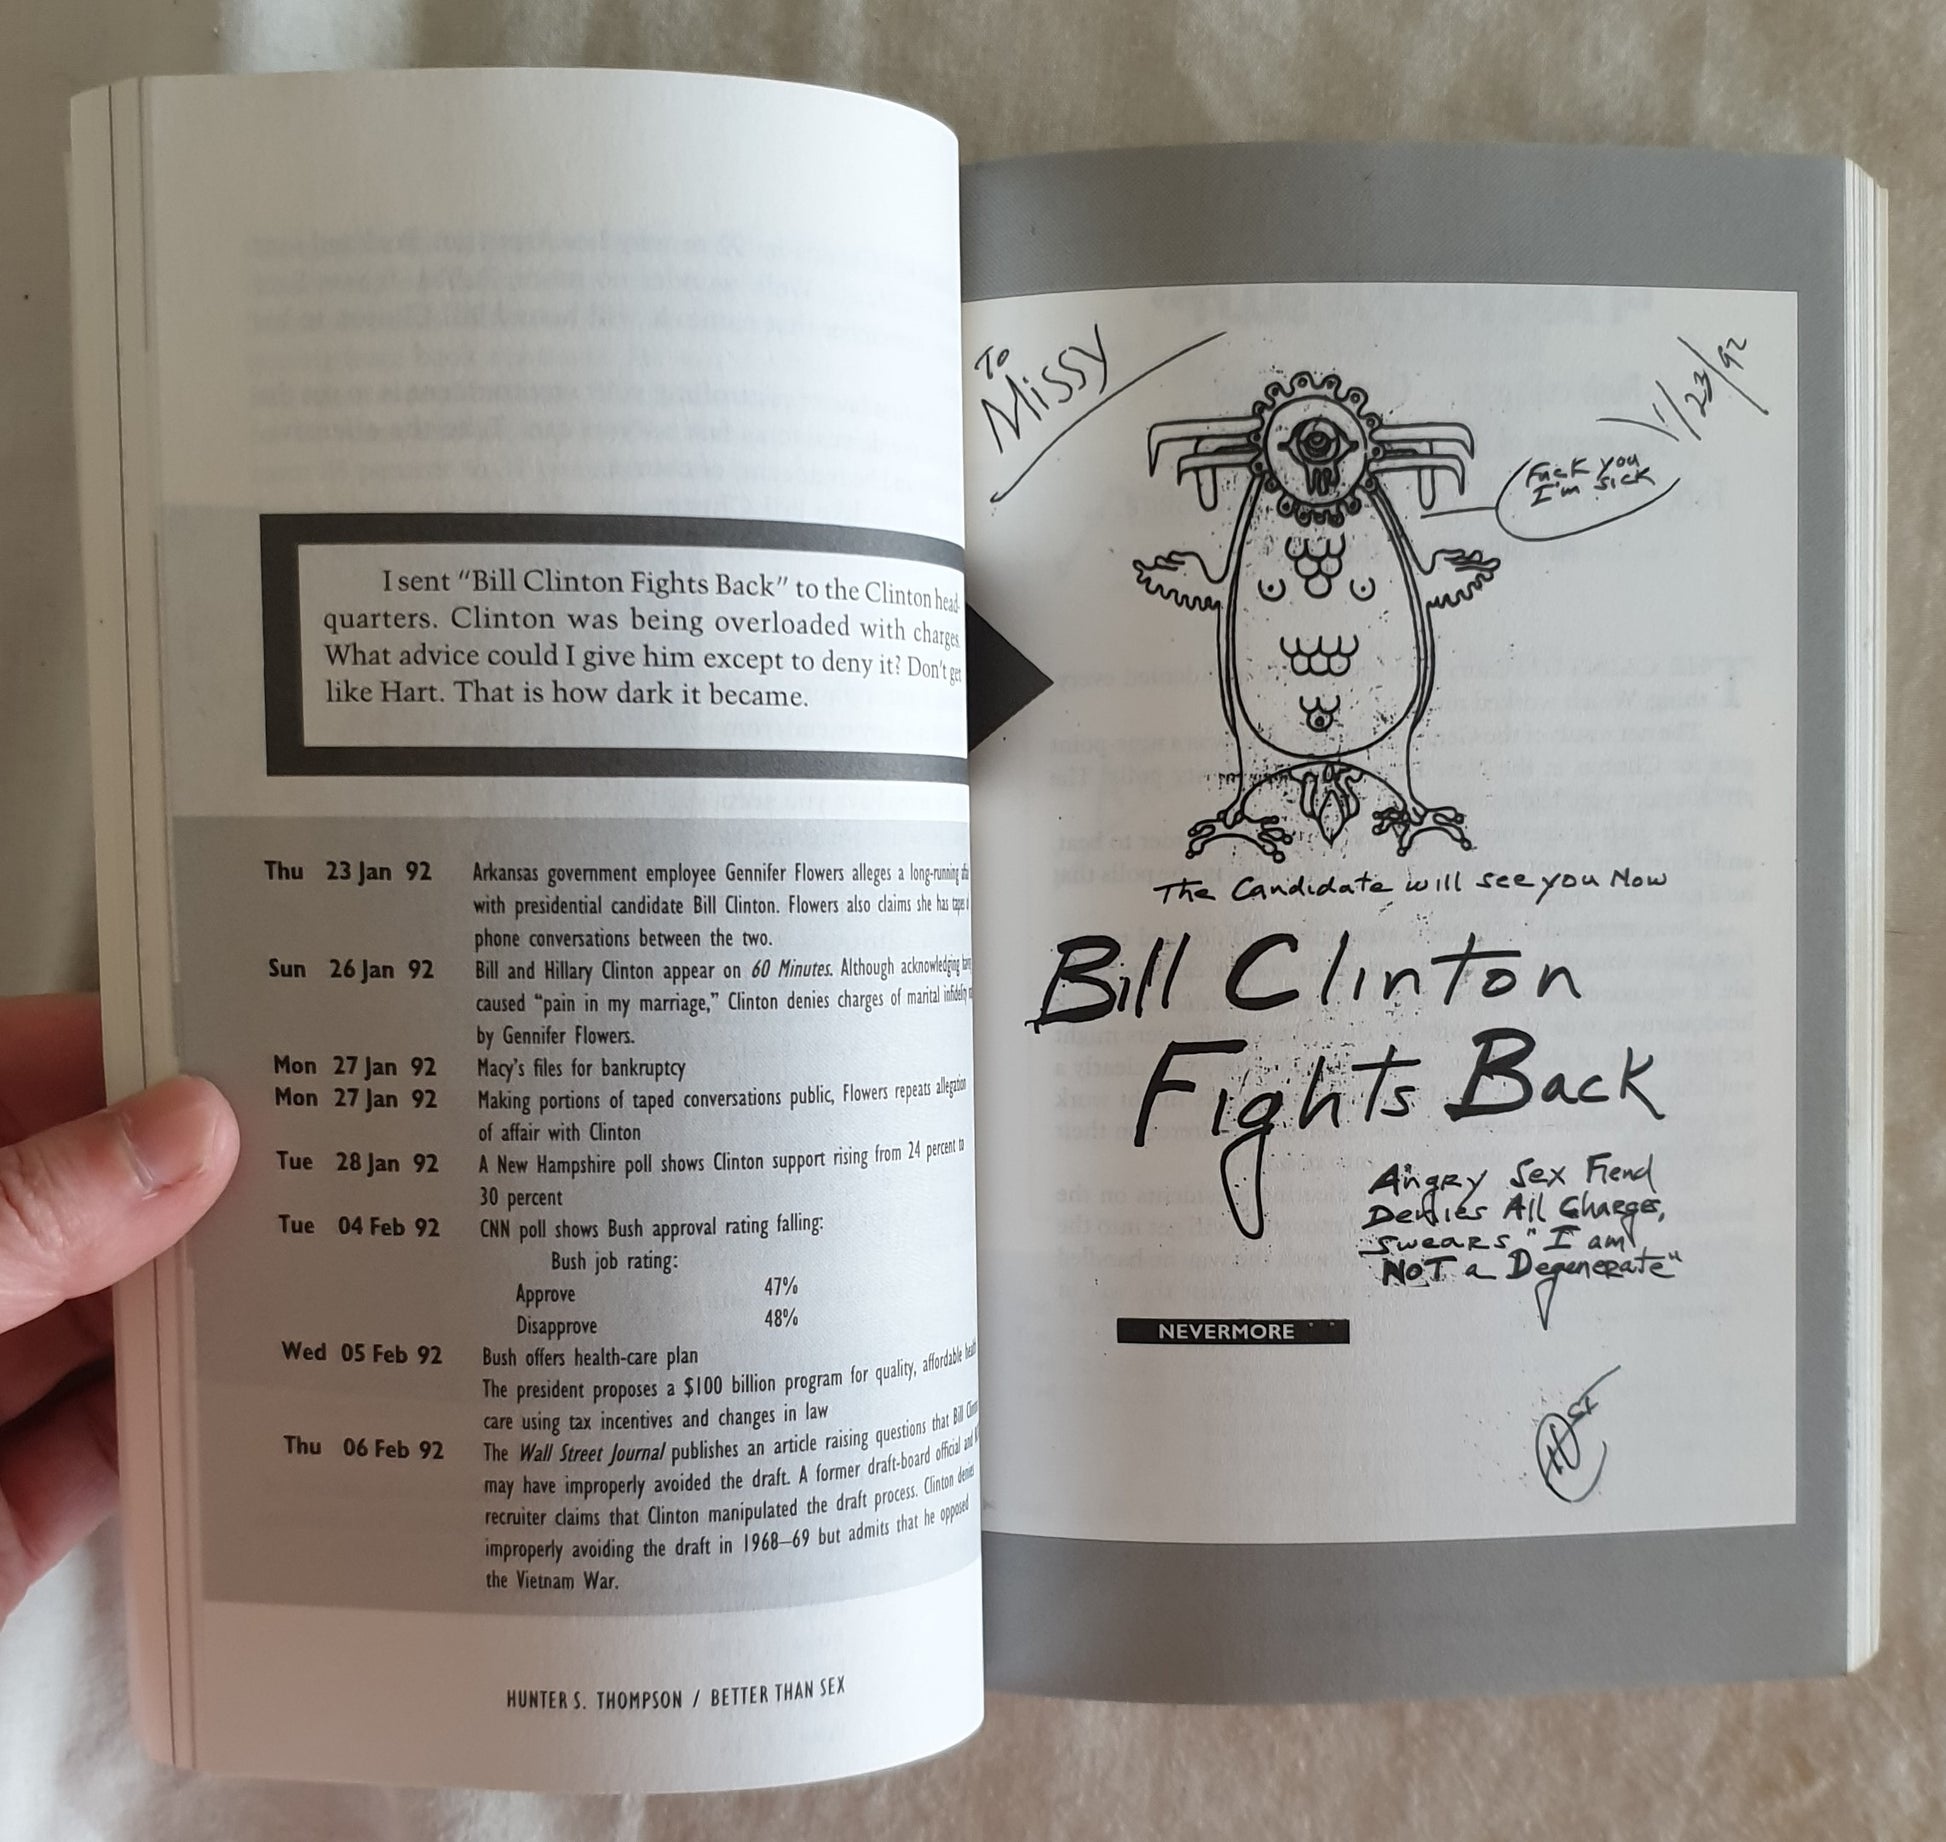 I sent “Bill Clinton Fights Back” to the Clinton head-
quarters. Clinton was being overloaded with charges.
What advice could I give him except to deny it? Don't get
like Hart. That is how dark it became.
Thu 23 Jan 92 Arkansas government employee Gennifer Flowers alleges a long-running
with presidential candidate Bill Clinton. Flowers also claims she has tapes
phone conversations between the two.
Sun 26 Jan 92 Bill and Hillary Clinton appear on 60 Minutes. Although acknowledging
caused “pain in my marriage,” Clinton denies charges of marital infidelity
by Gennifer Flowers.
Mon 27 Jan 92 Macy's files for bankruptcy
Mon 27 Jan 92 Making portions of taped conversations public, Flowers repeats allegation
of affair with Clinton
Tue 28 Jan 92 A New Hampshire poll shows Clinton support rising from 24 percent to
30 percent
Tue 04 Feb 92 CNN poll shows Bush approval rating falling:
Bush job rating:
Approve 47%
Disapprove 48%
Wed 05 Feb 92 Bush offers health-care plan
The president proposes a $100 billion program for quality, affordable
care using tax incentives and changes in law
Thu 06 Feb 92 The Wall Street Journal publishes an article raising questions that Bill
may have improperly avoided the draft. A former draft-board official and
recruiter claims that Clinton manipulated the draft process. Clinton denies
improperly avoiding the draft in 1968–69 but admits that he opposed
the Vietnam War.
HUNTER S. THOMPSON / BETTER THAN SEX
To
Missy
1/23/92
Fuck you
I'm sick
The Candidate will see you Now
Bill Clinton
Fights Back
Angry Sex Fiend
Denies All Charges,
swears "I am
NOT a Degenerate"
NEVERMORE